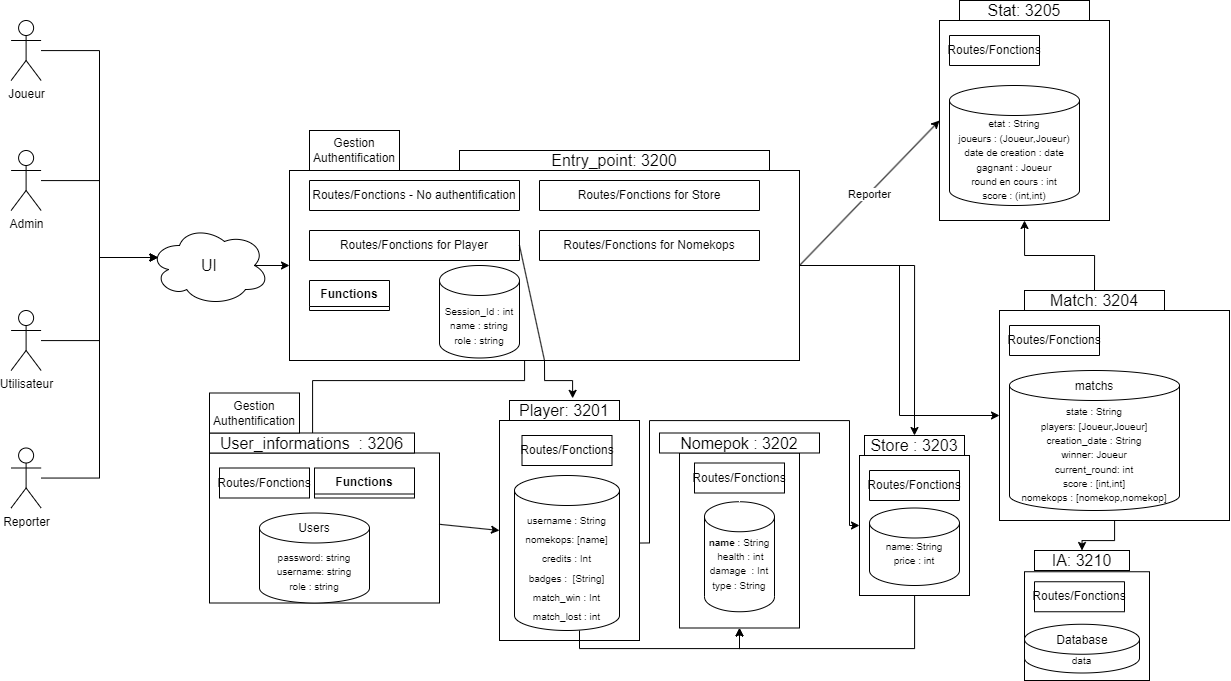 Joueur
Admin
Utilisateur
Reporter
UI
Gestion
Authentification
Entry_point: 3200
Routes/Fonctions - No authentification
Routes/Fonctions for Store
Routes/Fonctions for Player
Routes/Fonctions for Nomekops
Functions
Session_Id : int
name : string
role : string
Reporter
Stat: 3205
Routes/Fonctions
etat : String
joueurs : (Joueur,Joueur)
date de creation : date
gagnant : Joueur
round en cours : int
score : (int,int)
Match: 3204
Routes/Fonctions
matchs
state : String
players: [Joueur,Joueur]
creation_date : String
winner: Joueur
current_round: int
score : [int,int]
nomekops : [nomekop,nomekop]
Gestion
Authentification
User_informations : 3206
Routes/Fonctions
Functions
Users
password: string
username: string
role : string
Player: 3201
Routes/Fonctions
username : String
nomekops: [name]
credits : Int
badges : [String]
match_win : Int
match_lost : int
Nomepok : 3202
Routes/Fonctions
name : String
health : int
damage : Int
type : String
Store : 3203
Routes/Fonctions
name: String
price : int
IA: 3210
Routes/Fonctions
Database
data